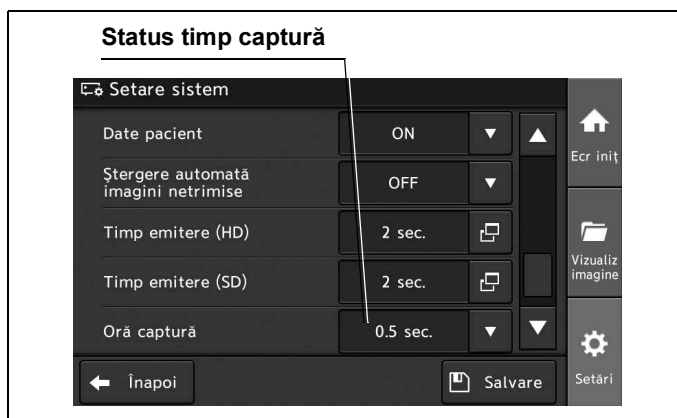 Status timp captură
Setare sistem
Date pacient
ON
Ștergere automată
imagini netrimise
OFF
Timp emitere (HD)
2 sec.
Timp emitere (SD)
2 sec.
Oră captură
0.5 sec.
Înapoi
Salvare
Ecr iniț
Vizualiz
imagine
Setări